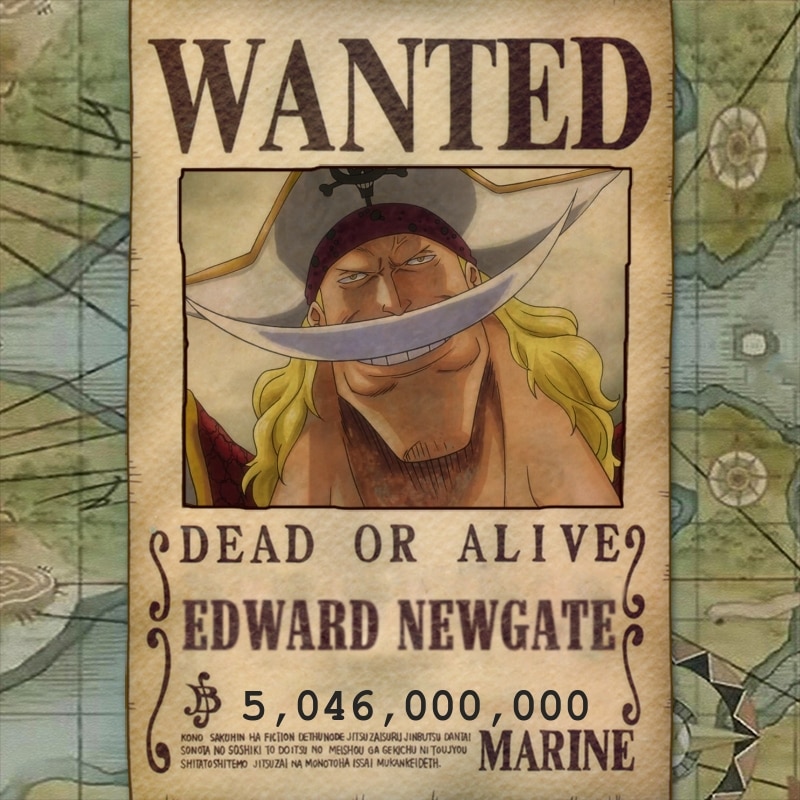 WANTED
DEAD OR ALIVE
EDWARD NEWGATE
5,046,000,000
KONO SAKUHIN HA FICTION DETHUNODE JITSUZAISURU JINBUTSU DANTAI
SONOTA NO SOSHIKI TO DOITSU NO MEISHOU GA GEKICHU NI TOUJYOU
SHITATOSHITEMO JITSUZAI NA MONOTOHA ISSAI MUKANKEIDETH.
MARINE